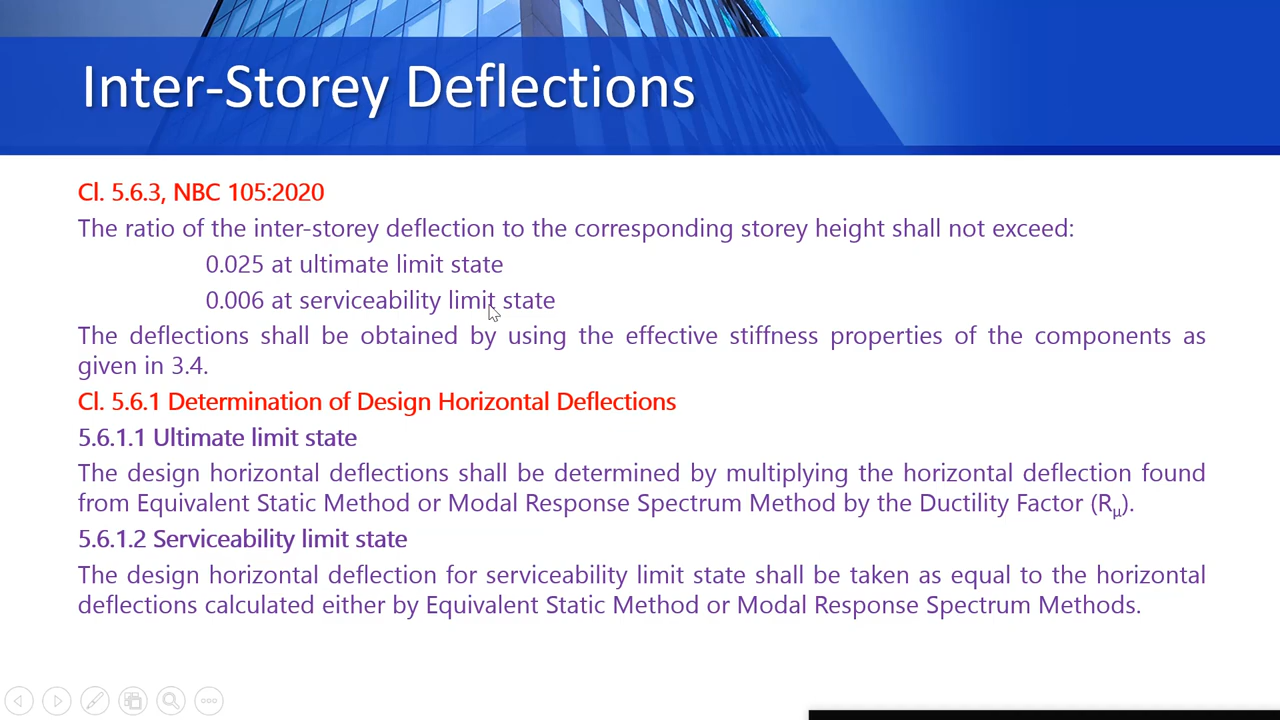 Inter-Storey Deflections
Cl. 5.6.3, NBC 105:2020
The ratio of the inter-storey deflection to the corresponding storey height shall not exceed:
0.025 at ultimate limit state
0.006 at serviceability limit state
The deflections shall be obtained by using the effective stiffness properties of the components as
given in 3.4.
Cl. 5.6.1 Determination of Design Horizontal Deflections
5.6.1.1 Ultimate limit state
The design horizontal deflections shall be determined by multiplying the horizontal deflection found
from Equivalent Static Method or Modal Response Spectrum Method by the Ductility Factor (Rμ).
5.6.1.2 Serviceability limit state
The design horizontal deflection for serviceability limit state shall be taken as equal to the horizontal
deflections calculated either by Equivalent Static Method or Modal Response Spectrum Methods.